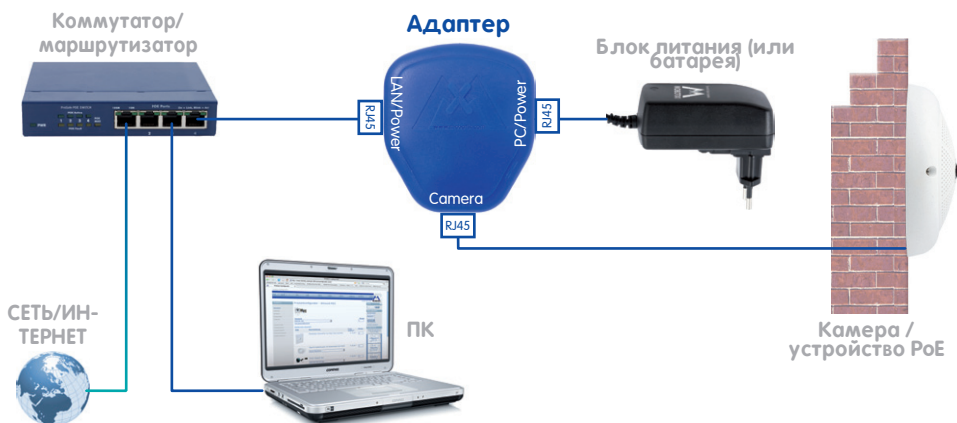 Коммутатор/
маршрутизатор
Адаптер
Блок питания (или
батарея)
LAN/Power
PC/Power
RJ45
RJ45
Camera
RJ45
СЕТЬ/ИН-
ТЕРНЕТ
ПК
Камера /
устройство PoE